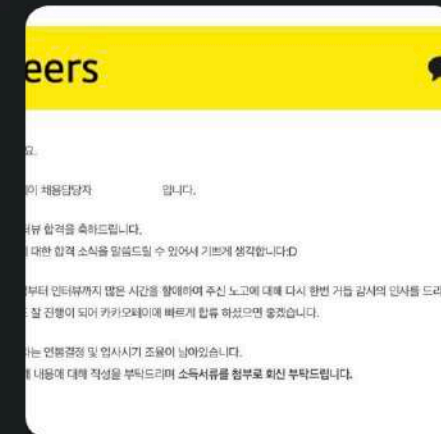 eers
요.
이 채용담당자 입니다.
터뷰 합격을 축하드립니다.
대한 합격 소식을 말씀드릴 수 있어서 기쁘게 생각합니다:D
부터 인터뷰까지 많은 시간을 할애하여 주신 노고에 대해 다시 한번 거듭 감사의 인사를 드리
잘 진행이 되어 카카오페이에 빠르게 합류 하셨으면 좋겠습니다.
는 연봉결정 및 입사시기 조율이 남아있습니다.
내용에 대해 작성을 부탁드리며 소득서류를 첨부로 회신 부탁드립니다.